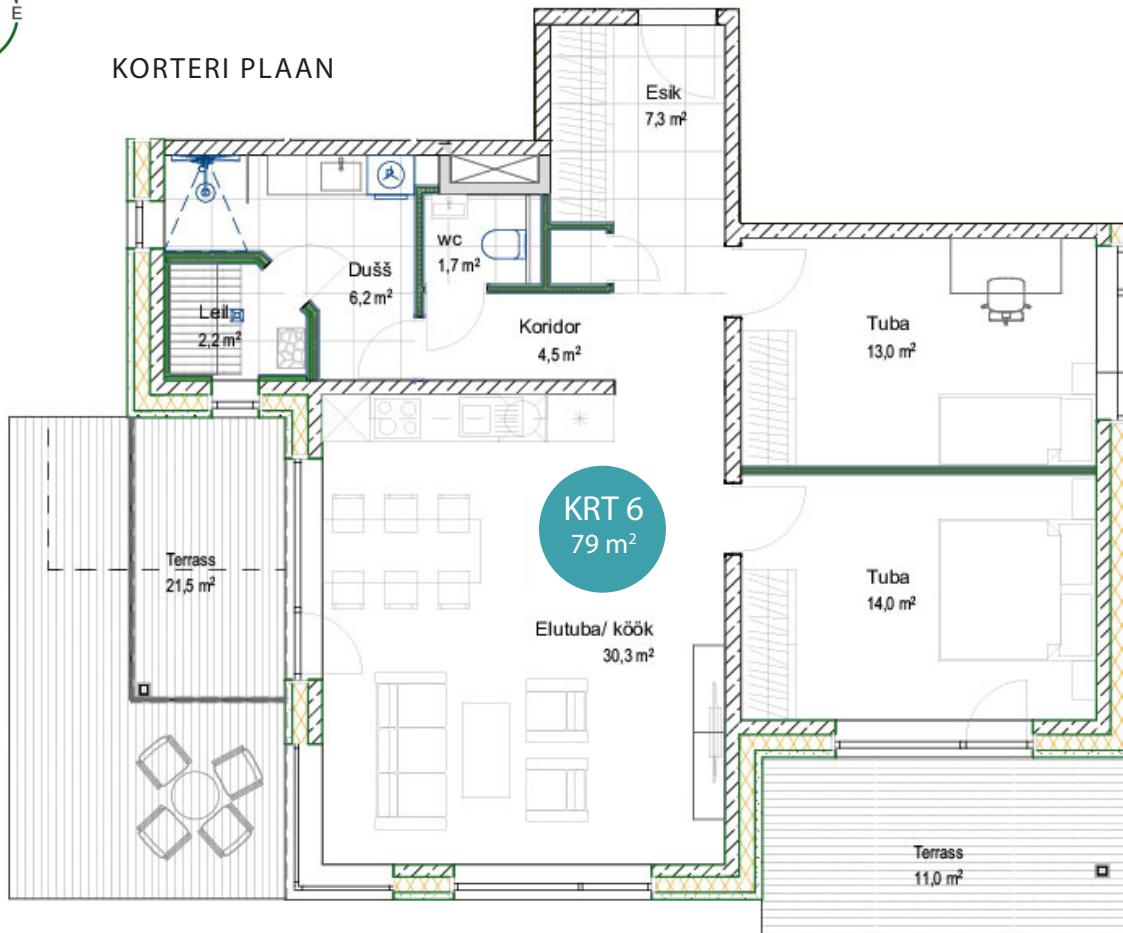 E
KORTERI PLAAN
Esik
7,3 m²
wc
1,7 m²
Dušš
6,2 m²
Leil
2,2 m²
Koridor
4,5 m²
Tuba
13,0 m²
KRT 6
79 m²
Terrass
21,5 m²
Tuba
14,0 m²
Elutuba/ köök
30,3 m²
Terrass
11,0 m²